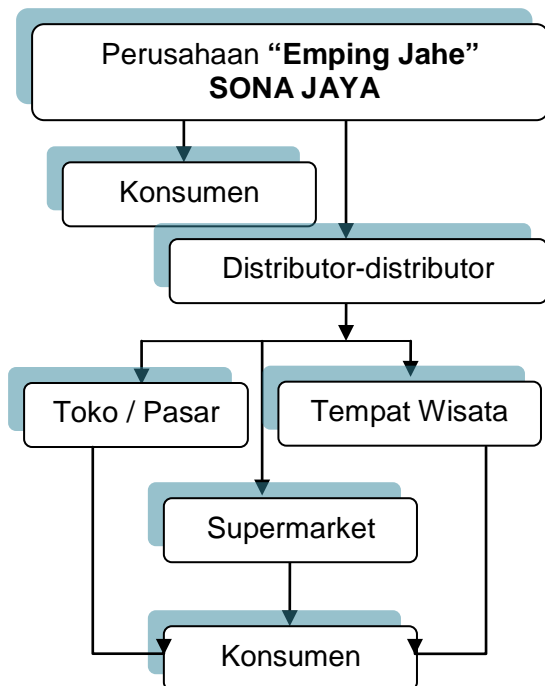 Perusahaan “Emping Jahe”
SONA JAYA
Konsumen
Distributor-distributor
Toko / Pasar
Tempat Wisata
Supermarket
Konsumen